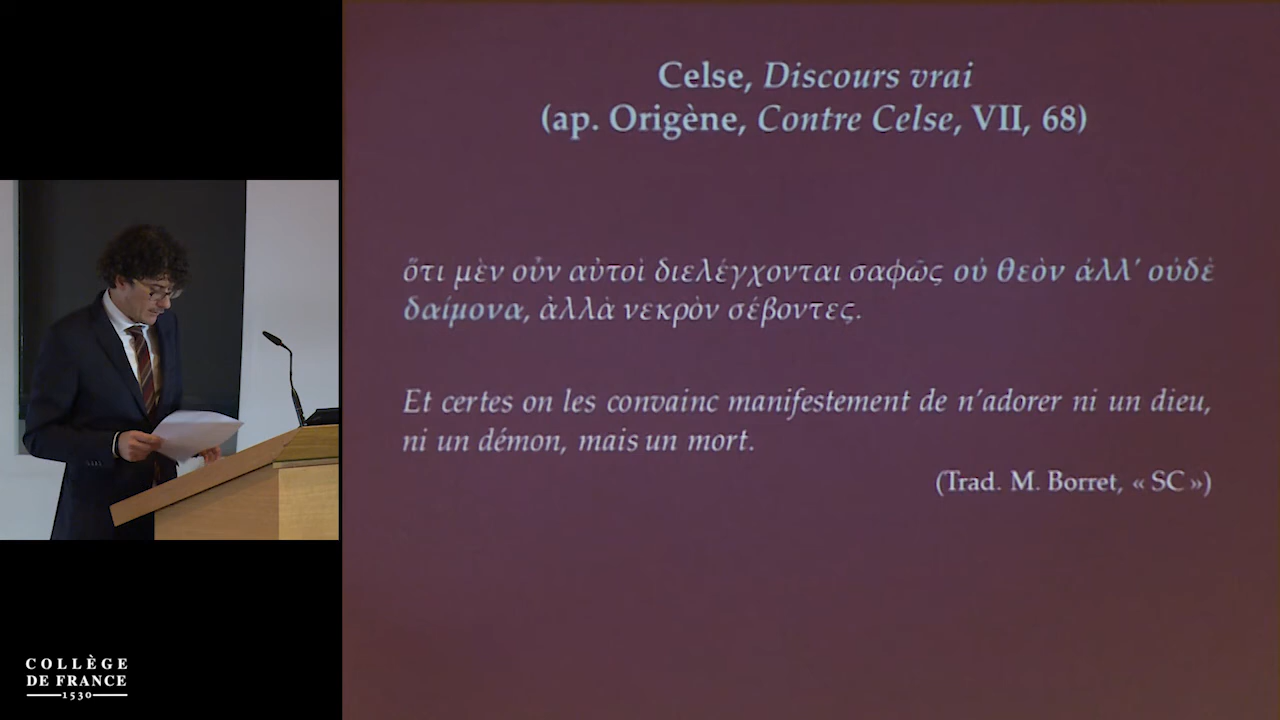 Celse, Discours vrai
(ap. Origène, Contre Celse, VII, 68)
ὅτι μὲν οὖν αὐτοὶ διελέγχονται σαφῶς οὐ θεὸν ἀλλ’ οὐδὲ
δαίμονα, ἀλλὰ νεκρὸν σέβοντες.
Et certes on les convainc manifestement de n’adorer ni un dieu,
ni un démon, mais un mort.
(Trad. M. Borret, « SC »)
COLLÈGE
DE FRANCE
1530